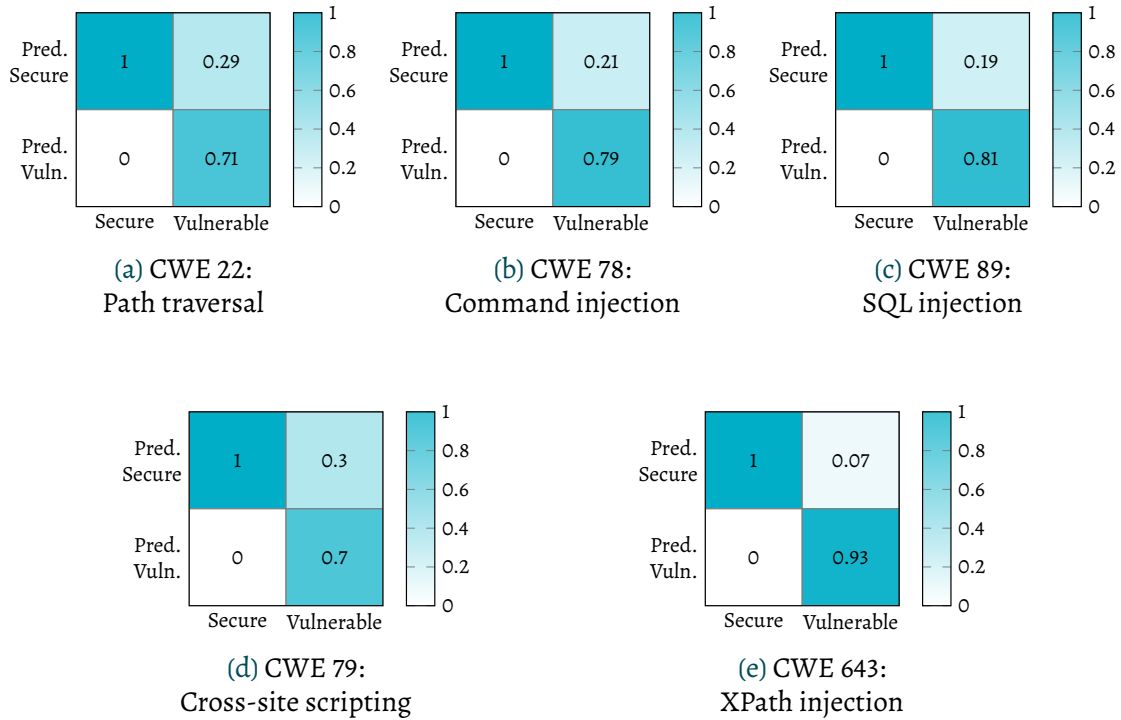 Pred.
Secure
Pred.
Vuln.
1
0.29
0
0.71
Secure
Vulnerable
1
0.8
0.6
0.4
0.2
0
(a) CWE 22:
Path traversal
Pred.
Secure
Pred.
Vuln.
1
0.21
0
0.79
Secure
Vulnerable
1
0.8
0.6
0.4
0.2
0
(b) CWE 78:
Command injection
Pred.
Secure
Pred.
Vuln.
1
0.19
0
0.81
Secure
Vulnerable
1
0.8
0.6
0.4
0.2
0
(c) CWE 89:
SQL injection
Pred.
Secure
Pred.
Vuln.
1
0.3
0
0.7
Secure
Vulnerable
1
0.8
0.6
0.4
0.2
0
(d) CWE 79:
Cross-site scripting
Pred.
Secure
Pred.
Vuln.
1
0.07
0
0.93
Secure
Vulnerable
1
0.8
0.6
0.4
0.2
0
(e) CWE 643:
XPath injection